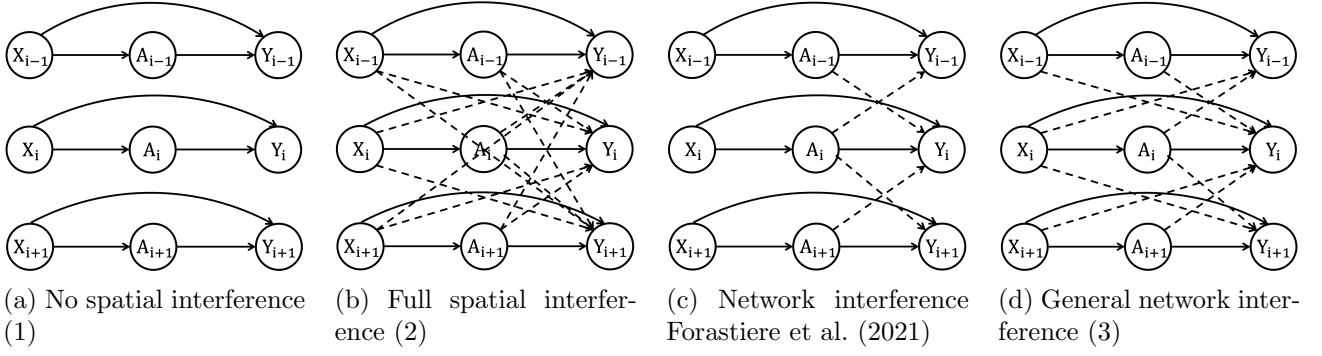 X_{i−1} A_{i−1} Y_{i−1}
X_i A_i Y_i
X_{i+1} A_{i+1} Y_{i+1}
(a) No spatial interference
(1)
X_{i−1} A_{i−1} Y_{i−1}
X_i A_i Y_i
X_{i+1} A_{i+1} Y_{i+1}
(b) Full spatial interfer-
ence (2)
X_{i−1} A_{i−1} Y_{i−1}
X_i A_i Y_i
X_{i+1} A_{i+1} Y_{i+1}
(c) Network interference
Forastiere et al. (2021)
X_{i−1} A_{i−1} Y_{i−1}
X_i A_i Y_i
X_{i+1} A_{i+1} Y_{i+1}
(d) General network inter-
ference (3)